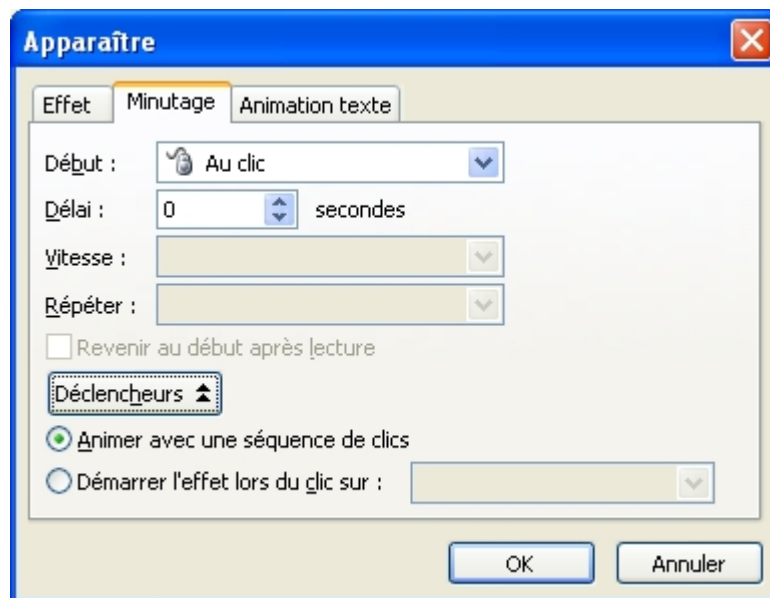 Apparaître
Effet Minutage Animation texte
Début : Au clic
Délai : 0 secondes
Vitesse :
Répéter :
Revenir au début après lecture
Déclencheurs
Animer avec une séquence de clics
Démarrer l'effet lors du clic sur :
OK Annuler